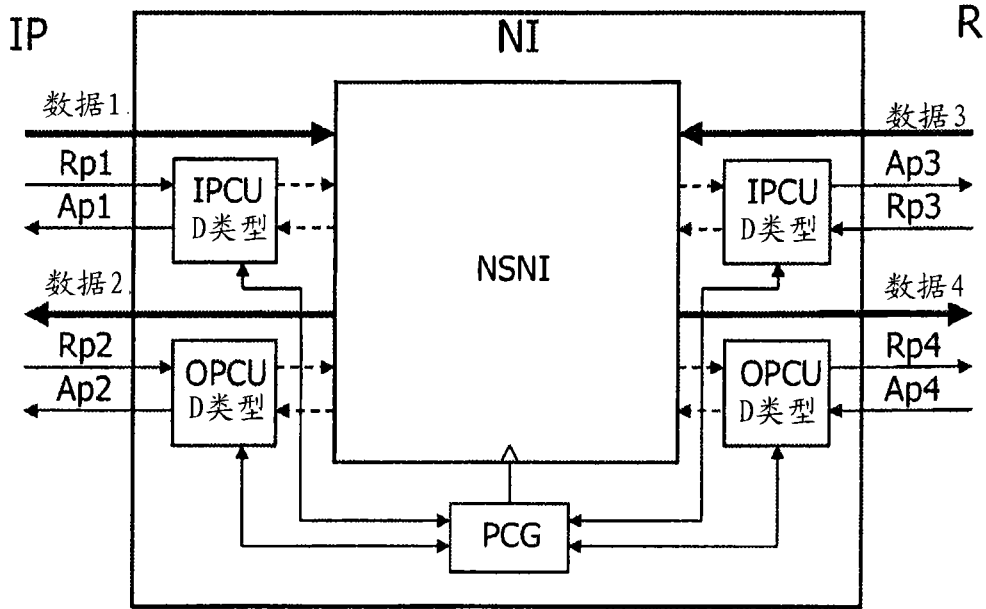 IP
NI
R
数据1
数据3
Rp1
Ap3
IPCU
D类型
IPCU
D类型
Ap1
Rp3
NSNI
数据2
数据4
Rp2
Rp4
OPCU
D类型
OPCU
D类型
Ap2
Ap4
PCG